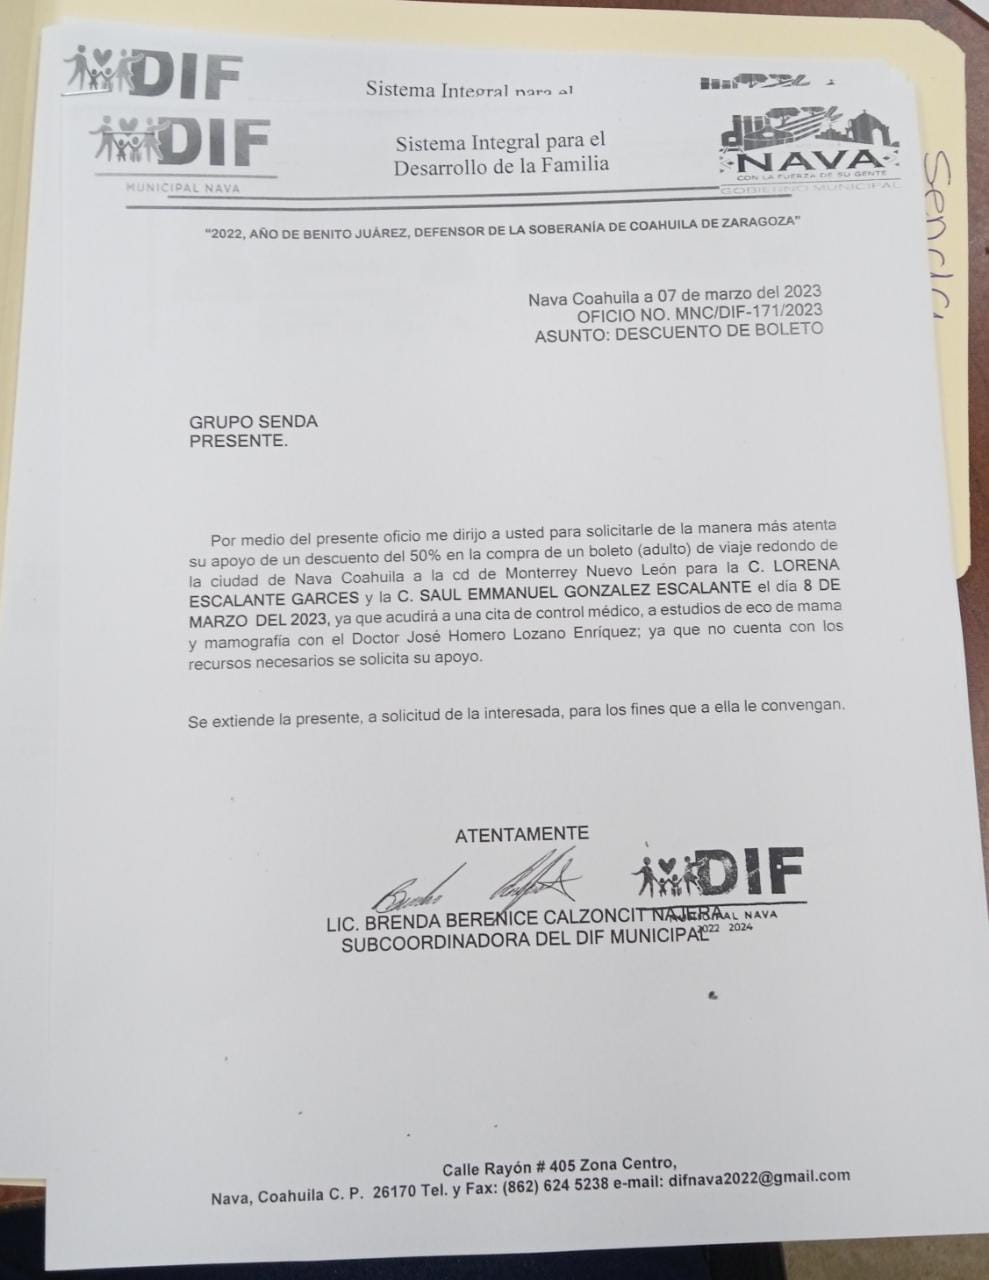 DIF
Sistema Integral para el
DIF
MUNICIPAL NAVA
Sistema Integral para el
Desarrollo de la Familia
NAVA
CON LA FUERZA DE SU GENTE
GOBIERNO MUNICIPAL
"2022, AÑO DE BENITO JUÁREZ, DEFENSOR DE LA SOBERANÍA DE COAHUILA DE ZARAGOZA"
Nava Coahuila a 07 de marzo del 2023
OFICIO NO. MNC/DIF-171/2023
ASUNTO: DESCUENTO DE BOLETO
GRUPO SENDA
PRESENTE.
Por medio del presente oficio me dirijo a usted para solicitarle de la manera más atenta
su apoyo de un descuento del 50% en la compra de un boleto (adulto) de viaje redondo de
la ciudad de Nava Coahuila a la cd de Monterrey Nuevo León para la C. LORENA
ESCALANTE GARCES y la C. SAUL EMMANUEL GONZALEZ ESCALANTE el día 8 DE
MARZO DEL 2023, ya que acudirá a una cita de control médico, a estudios de eco de mama
y mamografía con el Doctor José Homero Lozano Enríquez; ya que no cuenta con los
recursos necesarios se solicita su apoyo.
Se extiende la presente, a solicitud de la interesada, para los fines que a ella le convengan.
ATENTAMENTE
DIF
LIC. BRENDA BERENICE CALZONCIT NAJERA
NAVA
SUBCOORDINADORA DEL DIF MUNICIPAL
2022 2024
Calle Rayón # 405 Zona Centro,
Nava, Coahuila C. P. 26170 Tel. y Fax: (862) 624 5238 e-mail: difnava2022@gmail.com
Senda